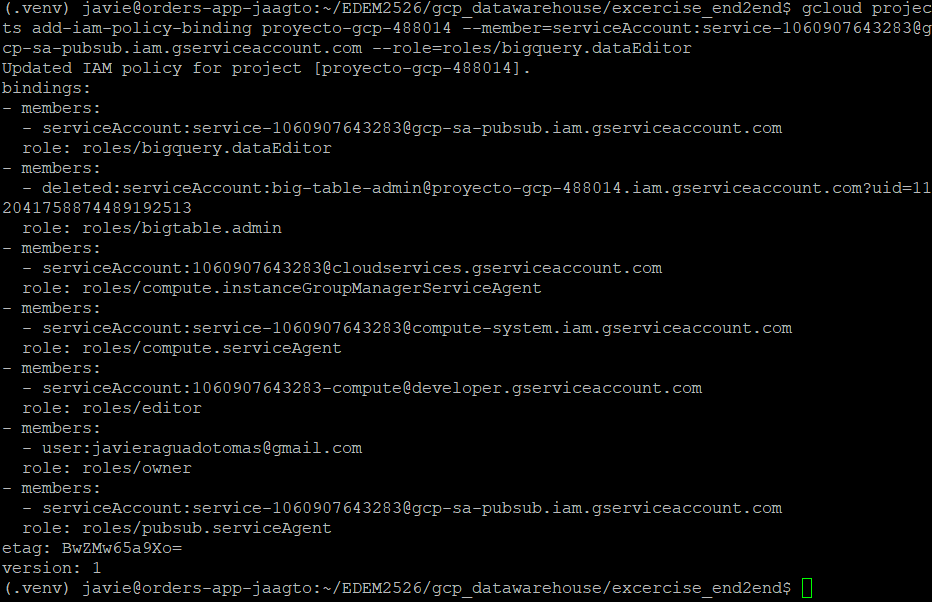 (.venv) javie@orders-app-jaagto:~/EDEM2526/gcp_datawarehouse/excercise_end2end$ gcloud projec
ts add-iam-policy-binding proyecto-gcp-488014 --member=serviceAccount:service-1060907643283@g
cp-sa-pubsub.iam.gserviceaccount.com --role=roles/bigquery.dataEditor
Updated IAM policy for project [proyecto-gcp-488014].
bindings:
- members:
  - serviceAccount:service-1060907643283@gcp-sa-pubsub.iam.gserviceaccount.com
  role: roles/bigquery.dataEditor
- members:
  - deleted:serviceAccount:big-table-admin@proyecto-gcp-488014.iam.gserviceaccount.com?uid=11
2041758874489192513
  role: roles/bigtable.admin
- members:
  - serviceAccount:1060907643283@cloudservices.gserviceaccount.com
  role: roles/compute.instanceGroupManagerServiceAgent
- members:
  - serviceAccount:service-1060907643283@compute-system.iam.gserviceaccount.com
  role: roles/compute.serviceAgent
- members:
  - serviceAccount:1060907643283-compute@developer.gserviceaccount.com
  role: roles/editor
- members:
  - user:javieraguadotomas@gmail.com
  role: roles/owner
- members:
  - serviceAccount:service-1060907643283@gcp-sa-pubsub.iam.gserviceaccount.com
  role: roles/pubsub.serviceAgent
etag: BwZMw65a9Xo=
version: 1
(.venv) javie@orders-app-jaagto:~/EDEM2526/gcp_datawarehouse/excercise_end2end$